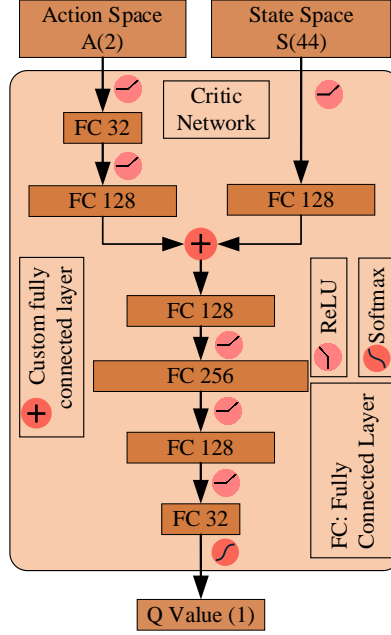 Action Space
A(2)
State Space
S(44)
Critic
Network
FC 32
FC 128
FC 128
Custom fully
connected layer
FC 128
ReLU
Softmax
FC 256
FC 128
FC: Fully
Connected Layer
FC 32
Q Value (1)